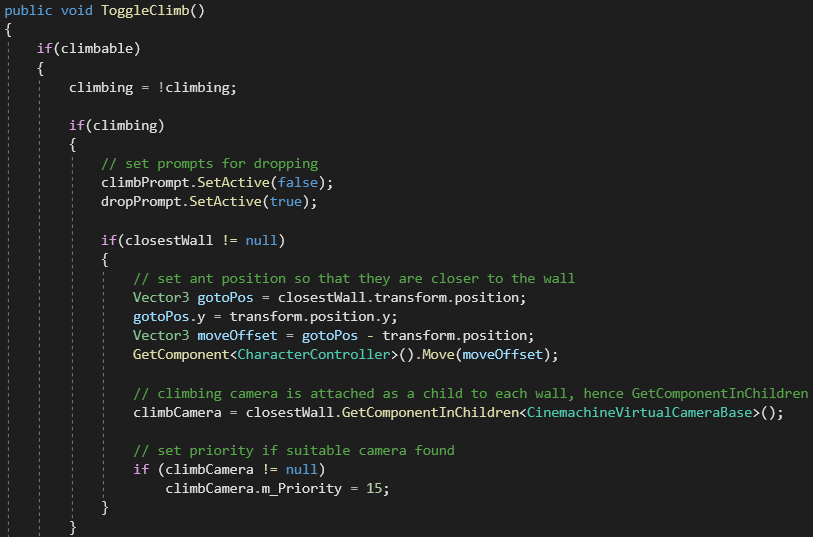 public void ToggleClimb()
{
if(climbable)
{
climbing = !climbing;
if(climbing)
{
// set prompts for dropping
climbPrompt.SetActive(false);
dropPrompt.SetActive(true);
if(closestWall != null)
{
// set ant position so that they are closer to the wall
Vector3 gotoPos = closestWall.transform.position;
gotoPos.y = transform.position.y;
Vector3 moveOffset = gotoPos - transform.position;
GetComponent<CharacterController>().Move(moveOffset);
// climbing camera is attached as a child to each wall, hence GetComponentInChildren
climbCamera = closestWall.GetComponentInChildren<CinemachineVirtualCameraBase>();
// set priority if suitable camera found
if (climbCamera != null)
climbCamera.m_Priority = 15;
}
}